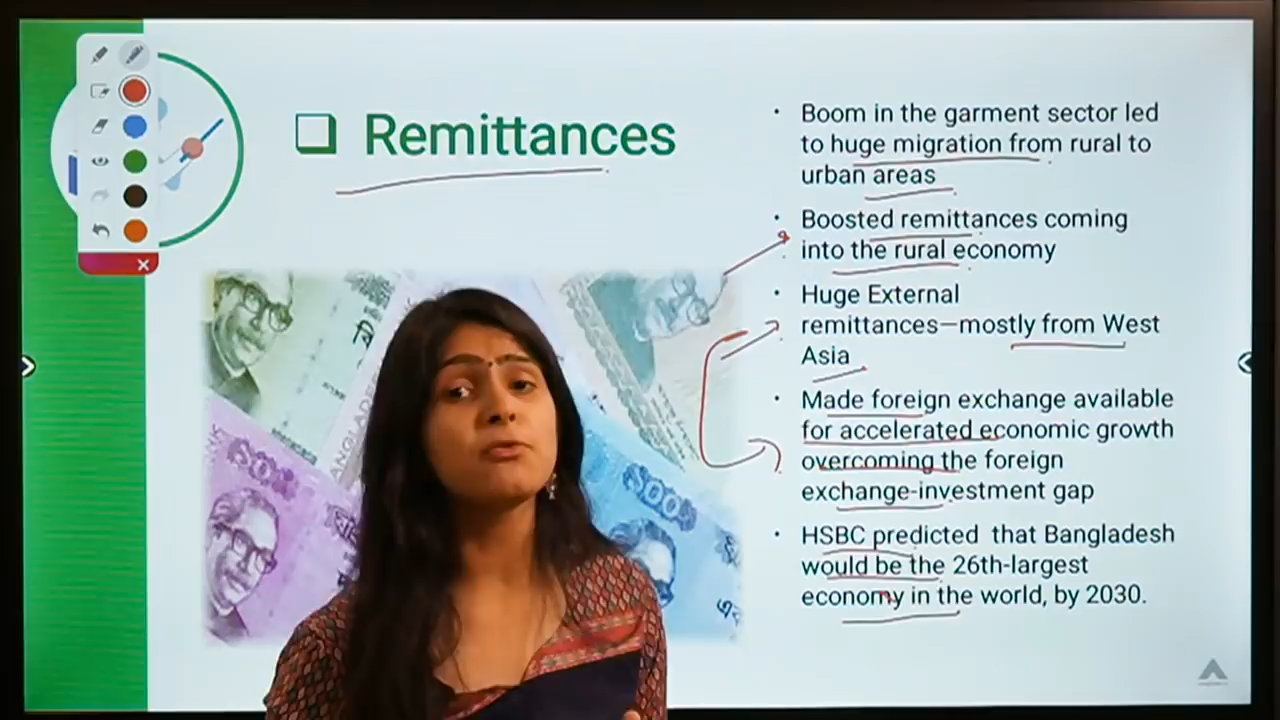 Remittances
• Boom in the garment sector led
to huge migration from rural to
urban areas
• Boosted remittances coming
into the rural economy
• Huge External
remittances—mostly from West
Asia
• Made foreign exchange available
for accelerated economic growth
overcoming the foreign
exchange-investment gap
• HSBC predicted that Bangladesh
would be the 26th-largest
economy in the world, by 2030.
৫০০